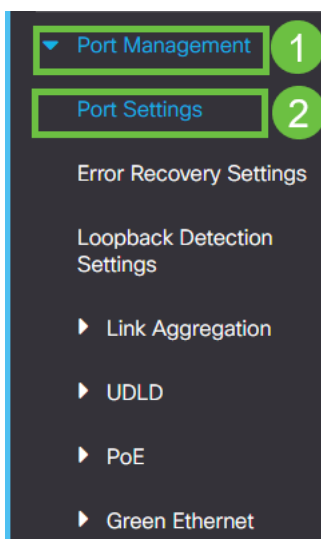 Port Management 1
Port Settings 2
Error Recovery Settings
Loopback Detection
Settings
Link Aggregation
UDLD
PoE
Green Ethernet